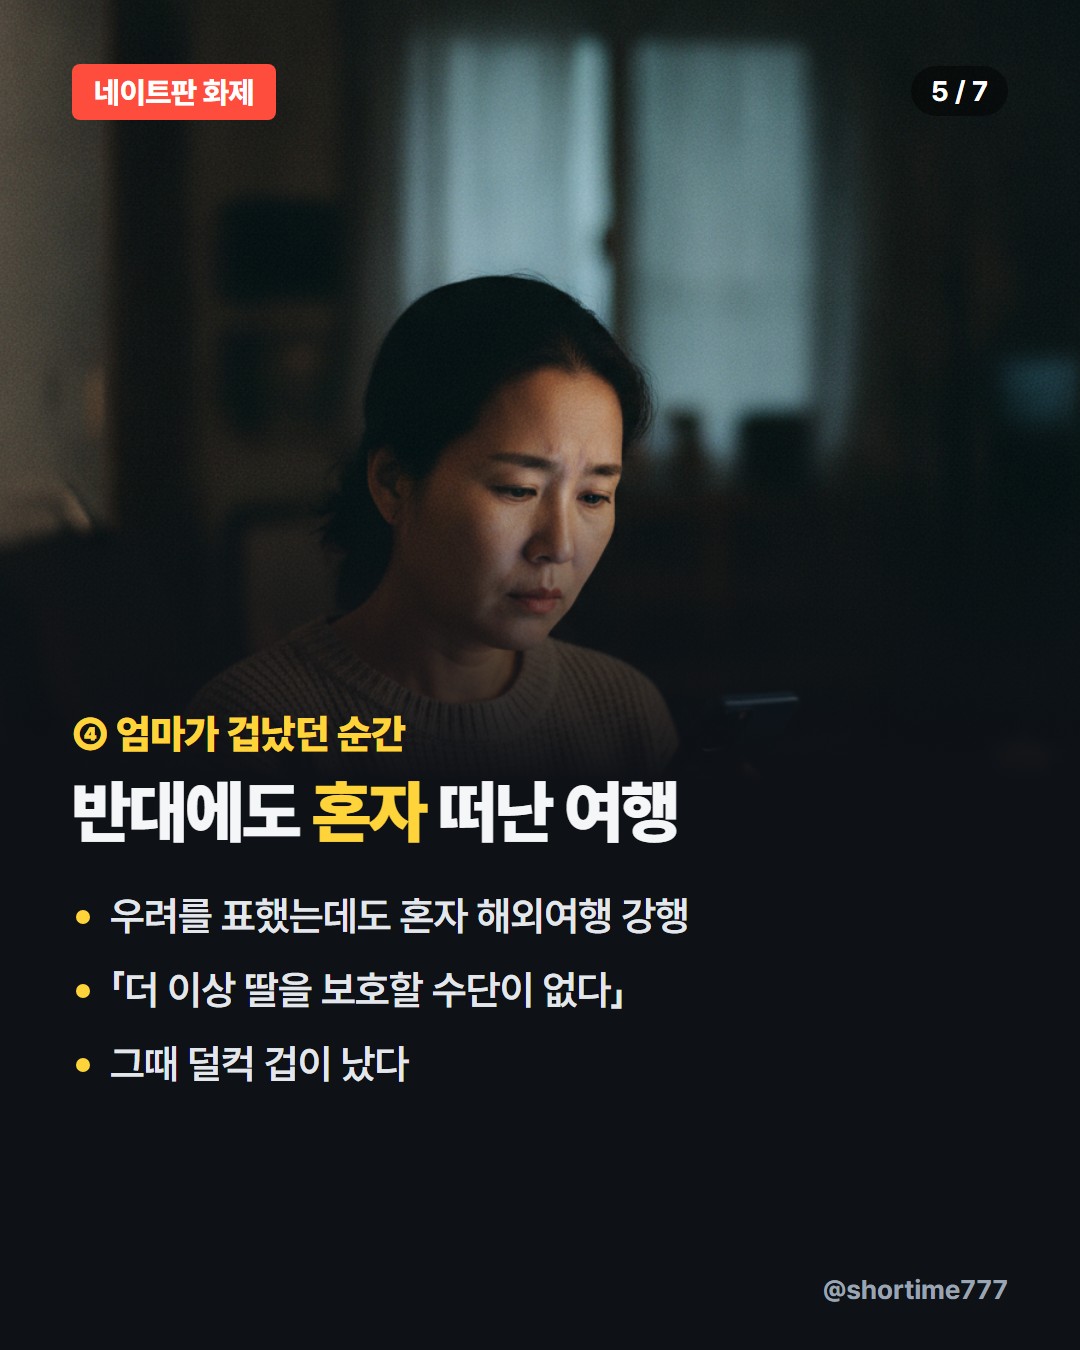 네이트판 화제
5 / 7
④ 엄마가 겁났던 순간
반대에도 혼자 떠난 여행
• 우려를 표했는데도 혼자 해외여행 강행
• 「더 이상 딸을 보호할 수단이 없다」
• 그때 덜컥 겁이 났다
@shortime777